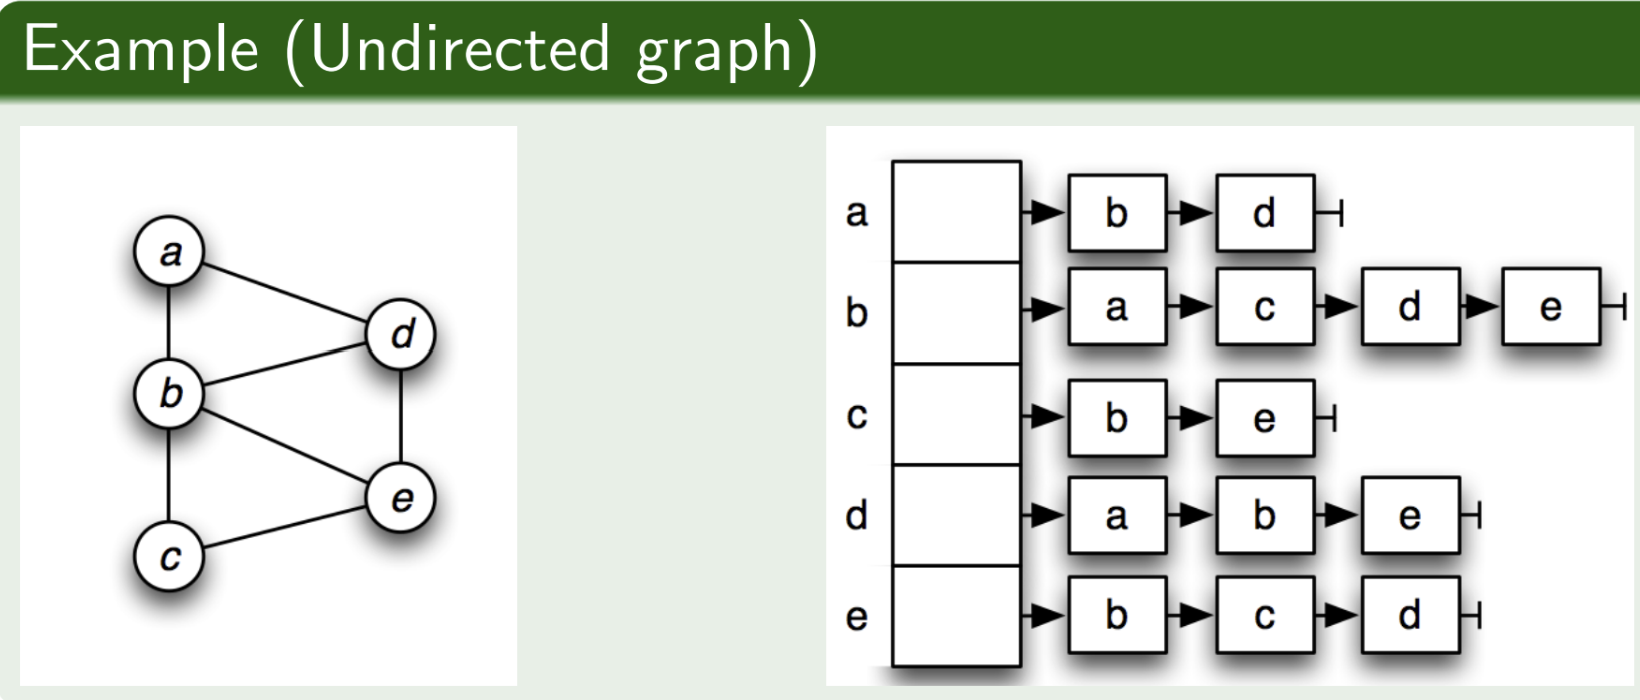 Example (Undirected graph)
a
d
b
e
c
a b d
b a c d e
c b e
d a b e
e b c d